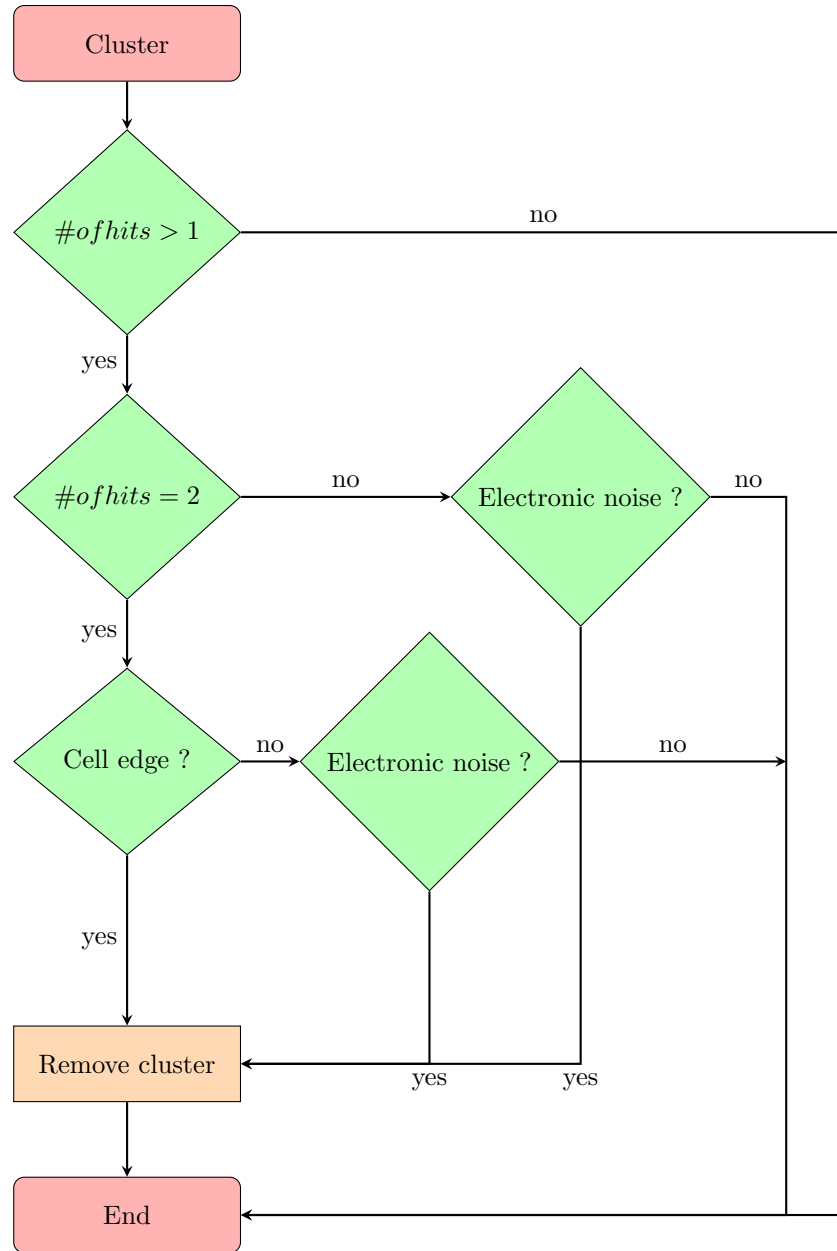 Cluster
#ofhits > 1
no
yes
#ofhits = 2
no
Electronic noise ?
no
yes
Cell edge ?
no
Electronic noise ?
no
yes
Remove cluster
yes
yes
End